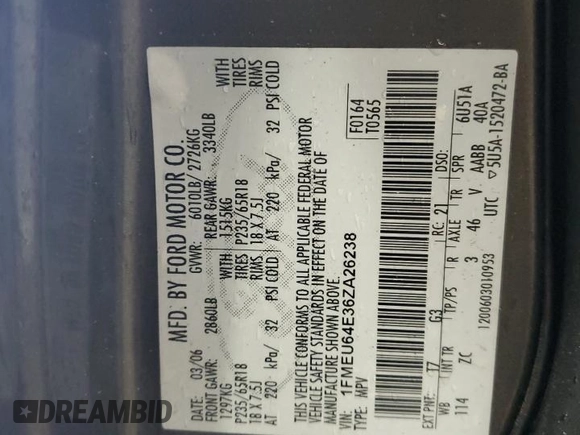 MFD. BY FORD MOTOR CO.
DATE: 03/06 GVWR: 6010LB/ 2726KG
FRONT GAWR: 2860LB REAR GAWR: 3340LB
1297KG 1515KG
P235/65R18 TIRES P235/65R18 TIRES
18 X 7.5J RIMS 18 X 7.5J RIMS
AT 220 kPa/ 32 PSI COLD AT 220 kPa/ 32 PSI COLD
THIS VEHICLE CONFORMS TO ALL APPLICABLE FEDERAL MOTOR
VEHICLE SAFETY STANDARDS IN EFFECT ON THE DATE OF
MANUFACTURE SHOWN ABOVE.
VIN: 1FMEU64E36ZA26238
TYPE: MPV
F0164
T0565
EXT PNT: 17 G3 RC: 21 DSO:
WB INT TR TP/PS R AXLE TR SPR 6U5TA
114 ZC 3 46 V AABB 40A
1200603010953 UTC ▽5U5A-1520472-BA
DEALERSHIP
AUTO AUCTION